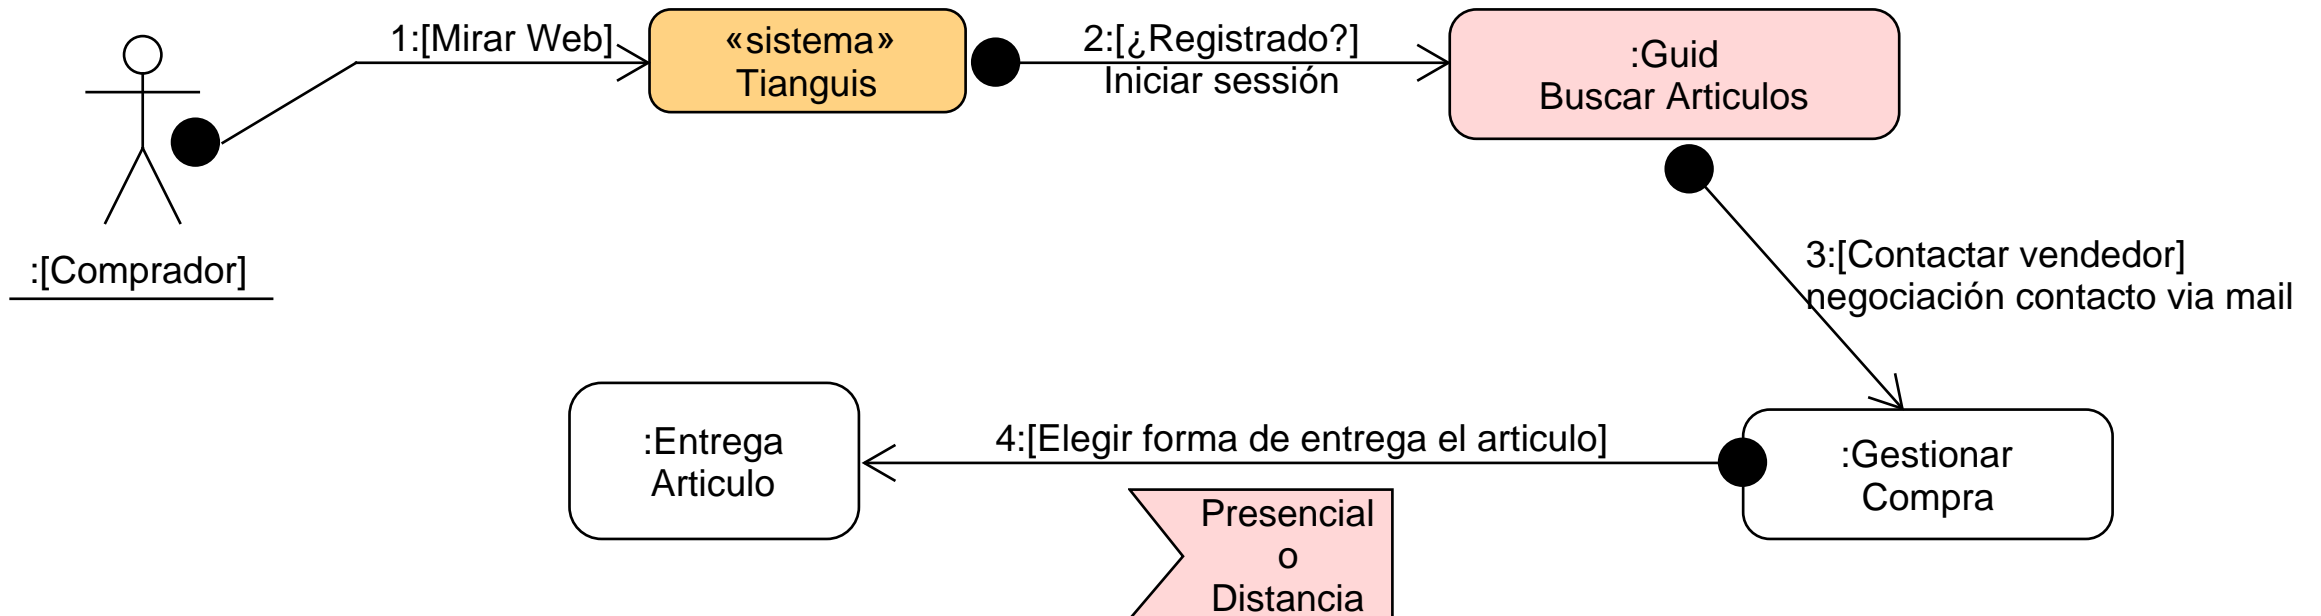 1:[Mirar Web]
«sistema»
Tianguis
2:[¿Registrado?]
Iniciar sessión
:Guid
Buscar Articulos
:[Comprador]
3:[Contactar vendedor]
negociación contacto via mail
:Entrega
Articulo
4:[Elegir forma de entrega el articulo]
:Gestionar
Compra
Presencial
o
Distancia